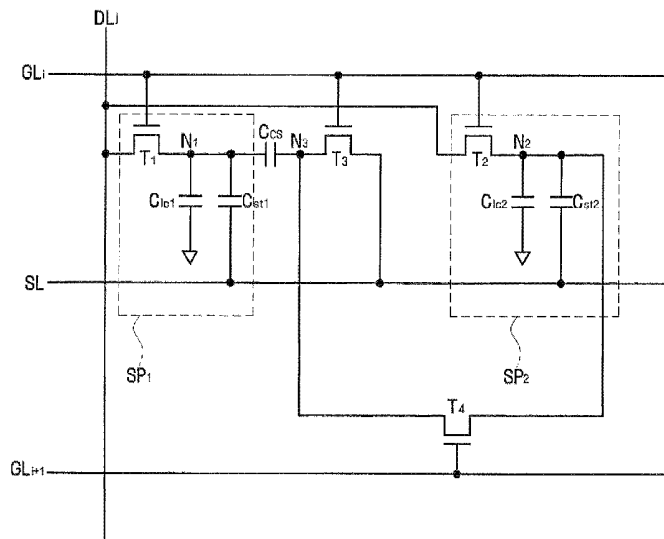 DLj
GLi
T1
N1
CCS
N3
T3
T2
N2
Clc1
Cst1
Clc2
Cst2
SL
SP1
SP2
T4
GLi+1